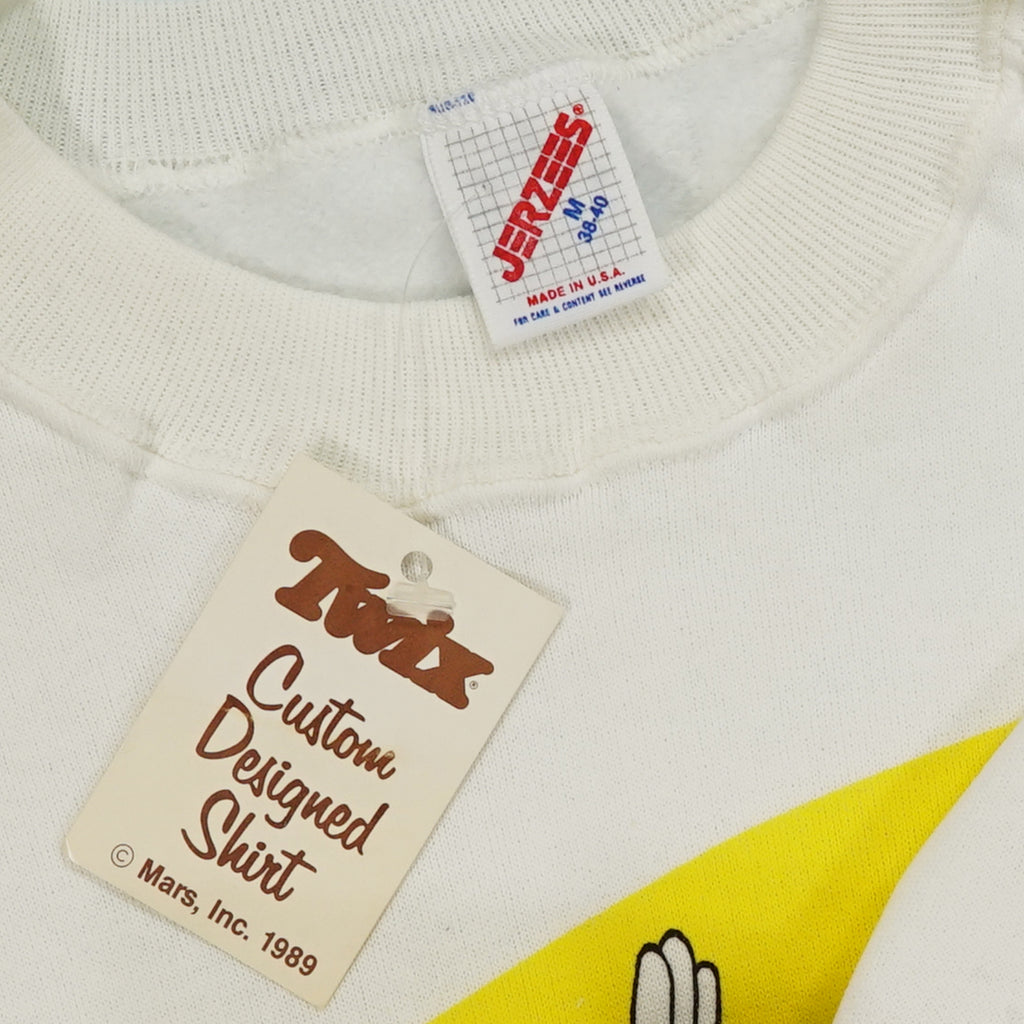 JERZEES®
M
38-40
MADE IN U.S.A.
FOR CARE & CONTENT SEE REVERSE
Twix®
Custom
Designed
Shirt
© Mars, Inc. 1989